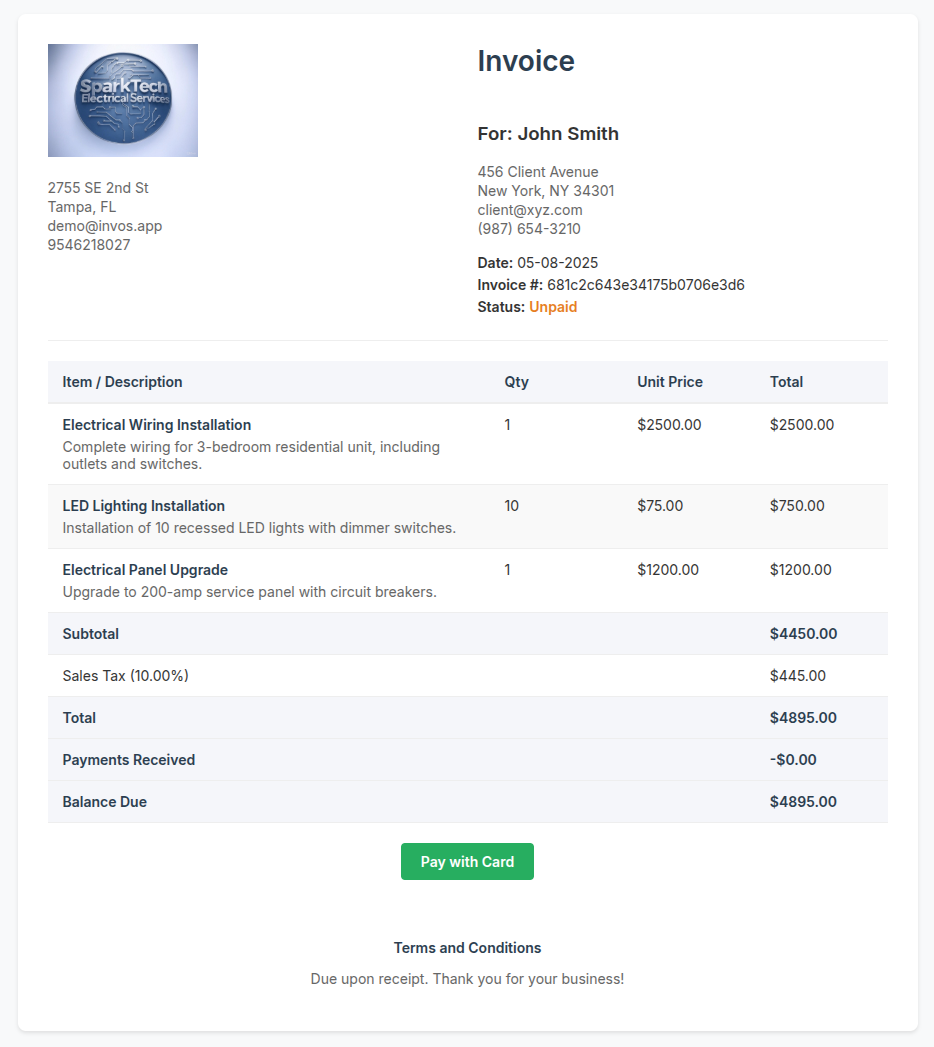 SparkTech
Electrical Services
2755 SE 2nd St
Tampa, FL
demo@invos.app
9546218027
Invoice
For: John Smith
456 Client Avenue
New York, NY 34301
client@xyz.com
(987) 654-3210
Date: 05-08-2025
Invoice #: 681c2c643e34175b0706e3d6
Status: Unpaid
Item / Description Qty Unit Price Total
Electrical Wiring Installation 1 $2500.00 $2500.00
Complete wiring for 3-bedroom residential unit, including
outlets and switches.
LED Lighting Installation 10 $75.00 $750.00
Installation of 10 recessed LED lights with dimmer switches.
Electrical Panel Upgrade 1 $1200.00 $1200.00
Upgrade to 200-amp service panel with circuit breakers.
Subtotal $4450.00
Sales Tax (10.00%) $445.00
Total $4895.00
Payments Received -$0.00
Balance Due $4895.00
Pay with Card
Terms and Conditions
Due upon receipt. Thank you for your business!